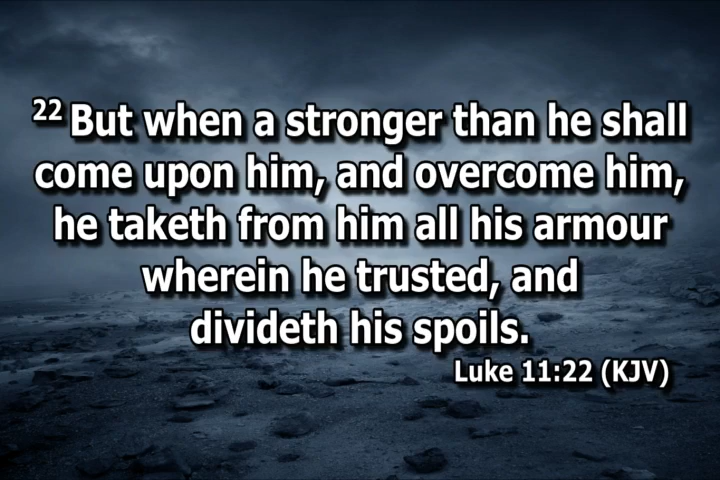 22 But when a stronger than he shall
come upon him, and overcome him,
he taketh from him all his armour
wherein he trusted, and
divideth his spoils.
Luke 11:22 (KJV)